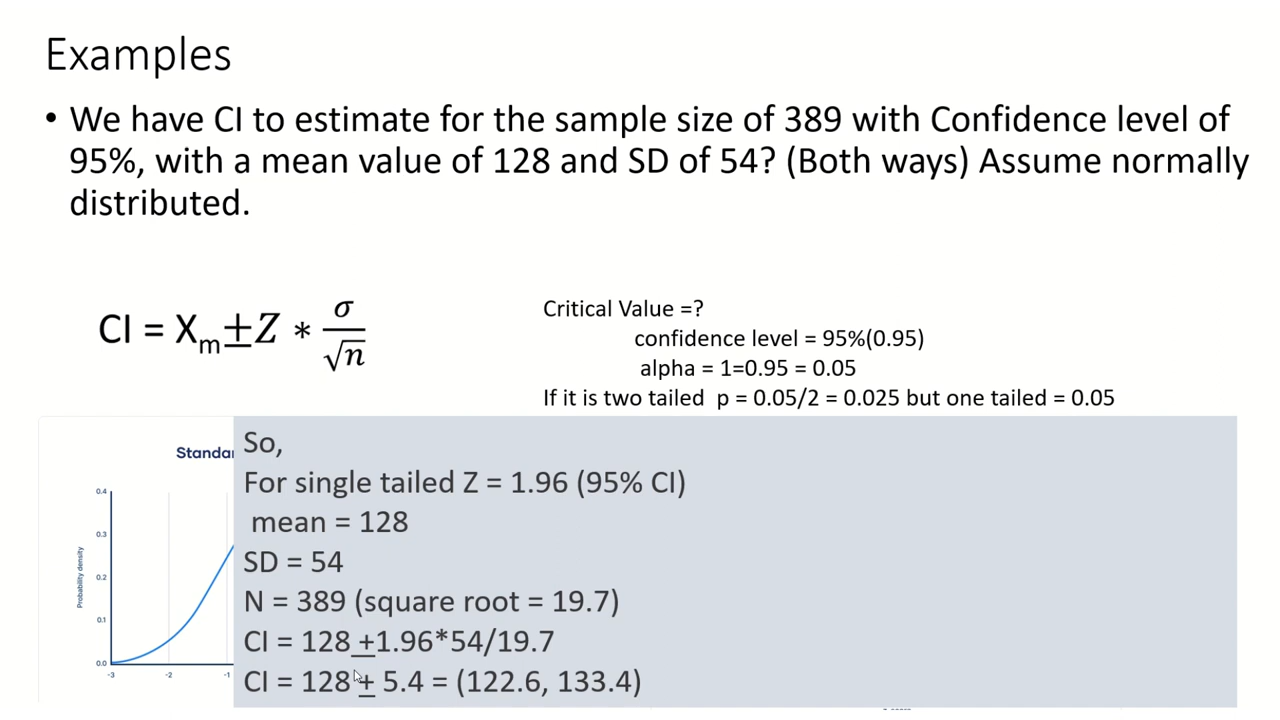 Examples
• We have CI to estimate for the sample size of 389 with Confidence level of
95%, with a mean value of 128 and SD of 54? (Both ways) Assume normally
distributed.
CI = Xm±Z * σ/√n
Critical Value =?
confidence level = 95%(0.95)
alpha = 1=0.95 = 0.05
If it is two tailed p = 0.05/2 = 0.025 but one tailed = 0.05
So,
For single tailed Z = 1.96 (95% CI)
mean = 128
SD = 54
N = 389 (square root = 19.7)
CI = 128 +1.96*54/19.7
CI = 128 + 5.4 = (122.6, 133.4)
Probability density
0.4
0.3
0.2
0.1
0.0
-3 -2 -1